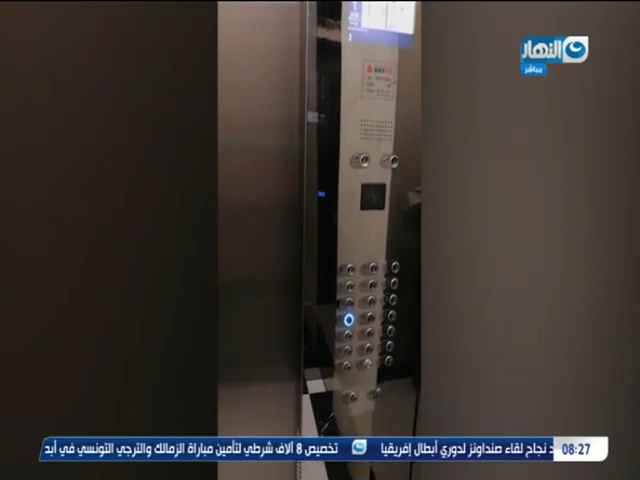 النهار
مباشر
08:27
د نجاح لقاء صنداونز لدوري أبطال إفريقيا
تخصيص 8 آلاف شرطي لتأمين مباراة الزمالك والترجي التونسي في أبد